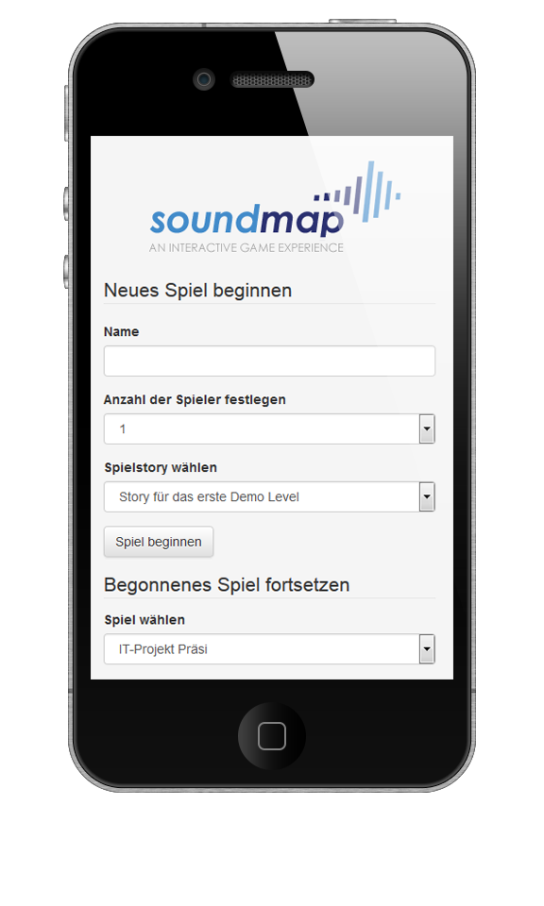 soundmap
AN INTERACTIVE GAME EXPERIENCE
Neues Spiel beginnen
Name
Anzahl der Spieler festlegen
1
Spielstory wählen
Story für das erste Demo Level
Spiel beginnen
Begonnenes Spiel fortsetzen
Spiel wählen
IT-Projekt Präsi